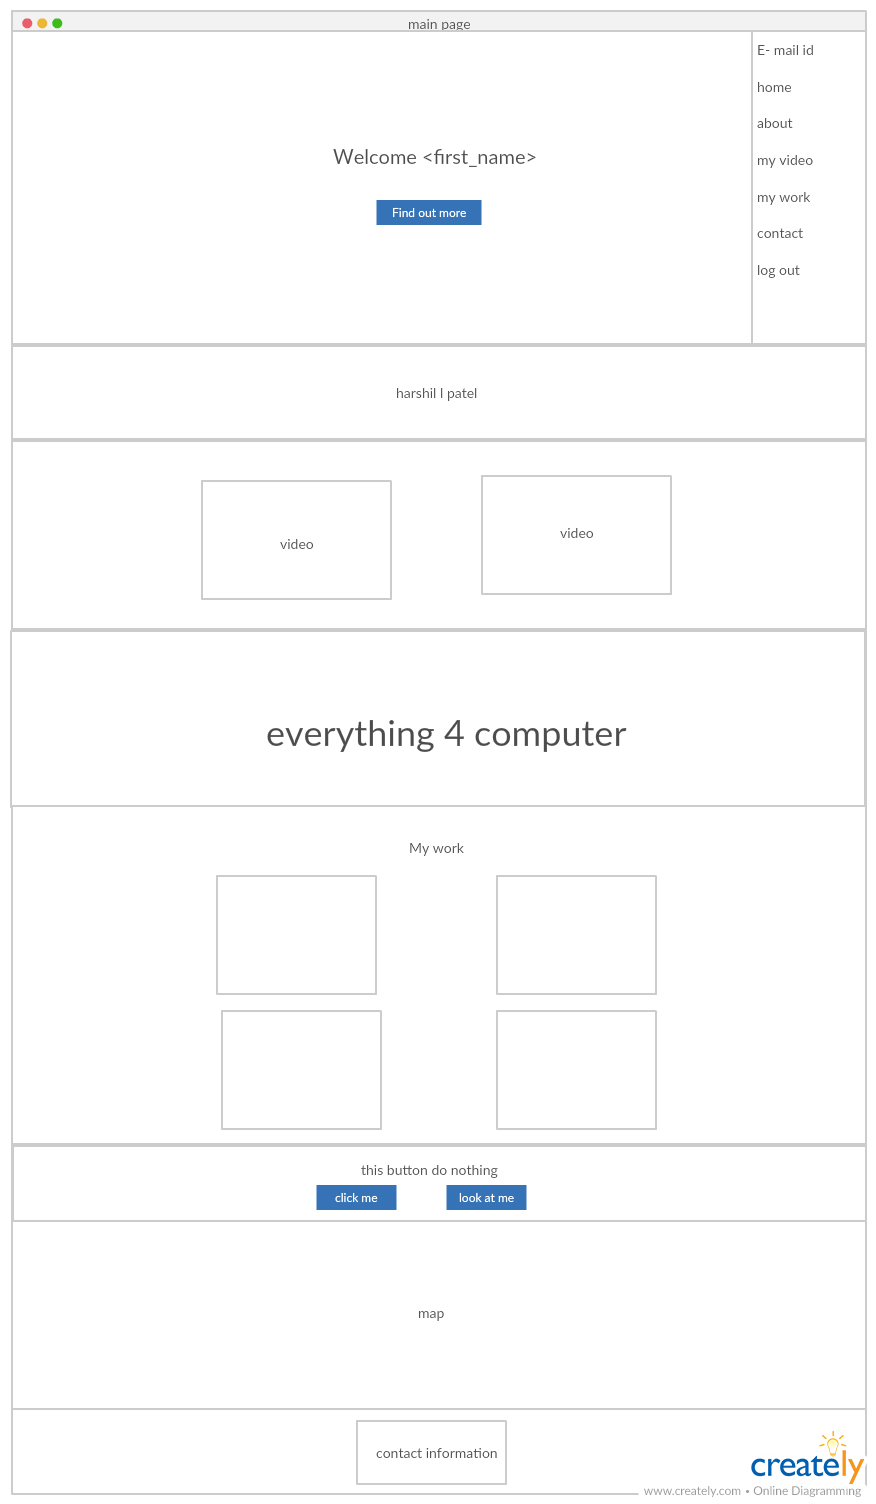 main page
Welcome <first_name>
Find out more
E- mail id
home
about
my video
my work
contact
log out
harshil l patel
video
video
everything 4 computer
My work
this button do nothing
click me
look at me
map
contact information
creately
www.creately.com • Online Diagramming